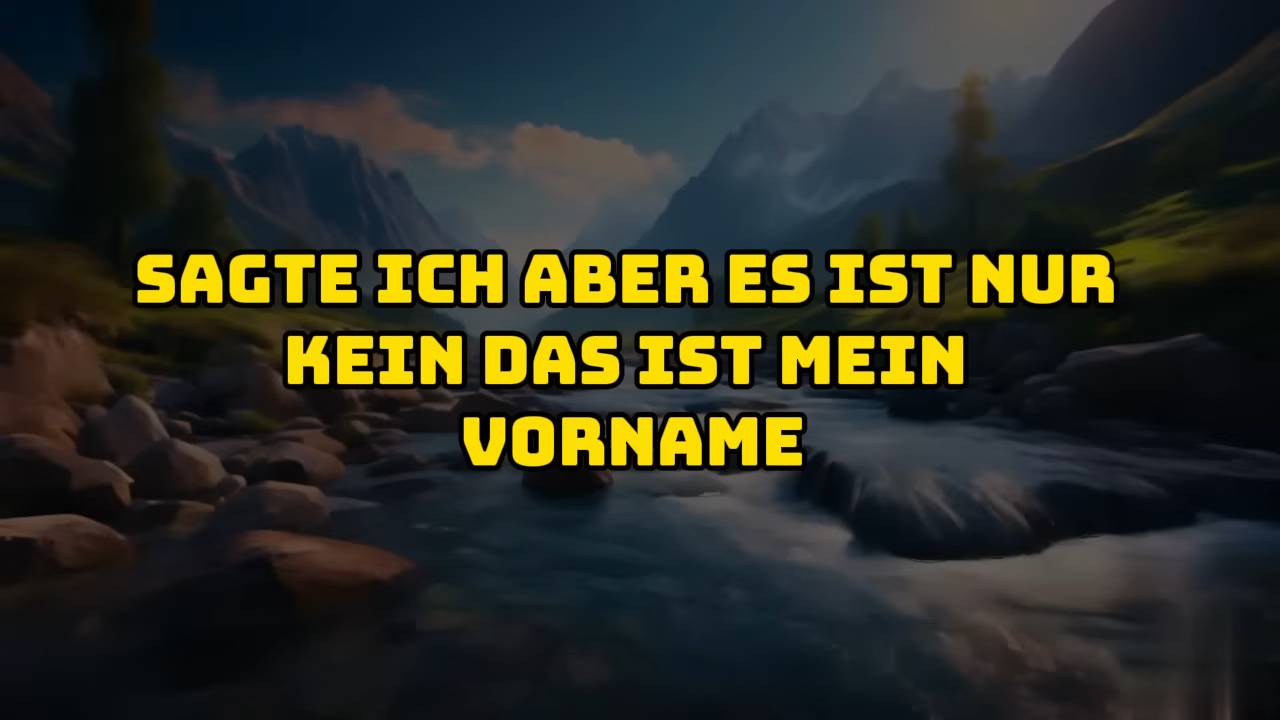 SAGTE ICH ABER ES IST NUR
KEIN DAS IST MEIN
VORNAME